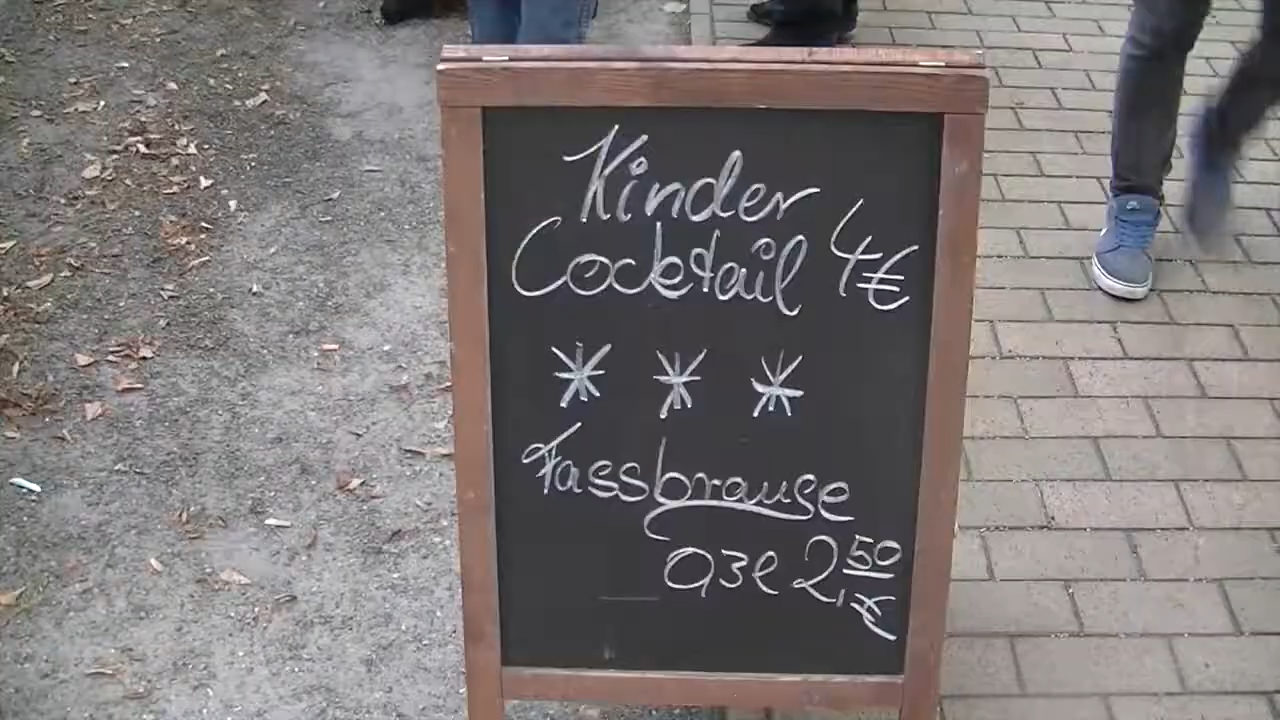 Kinder
Cocktail 4€
* * *
Fassbrause
0,3l 2,50
€